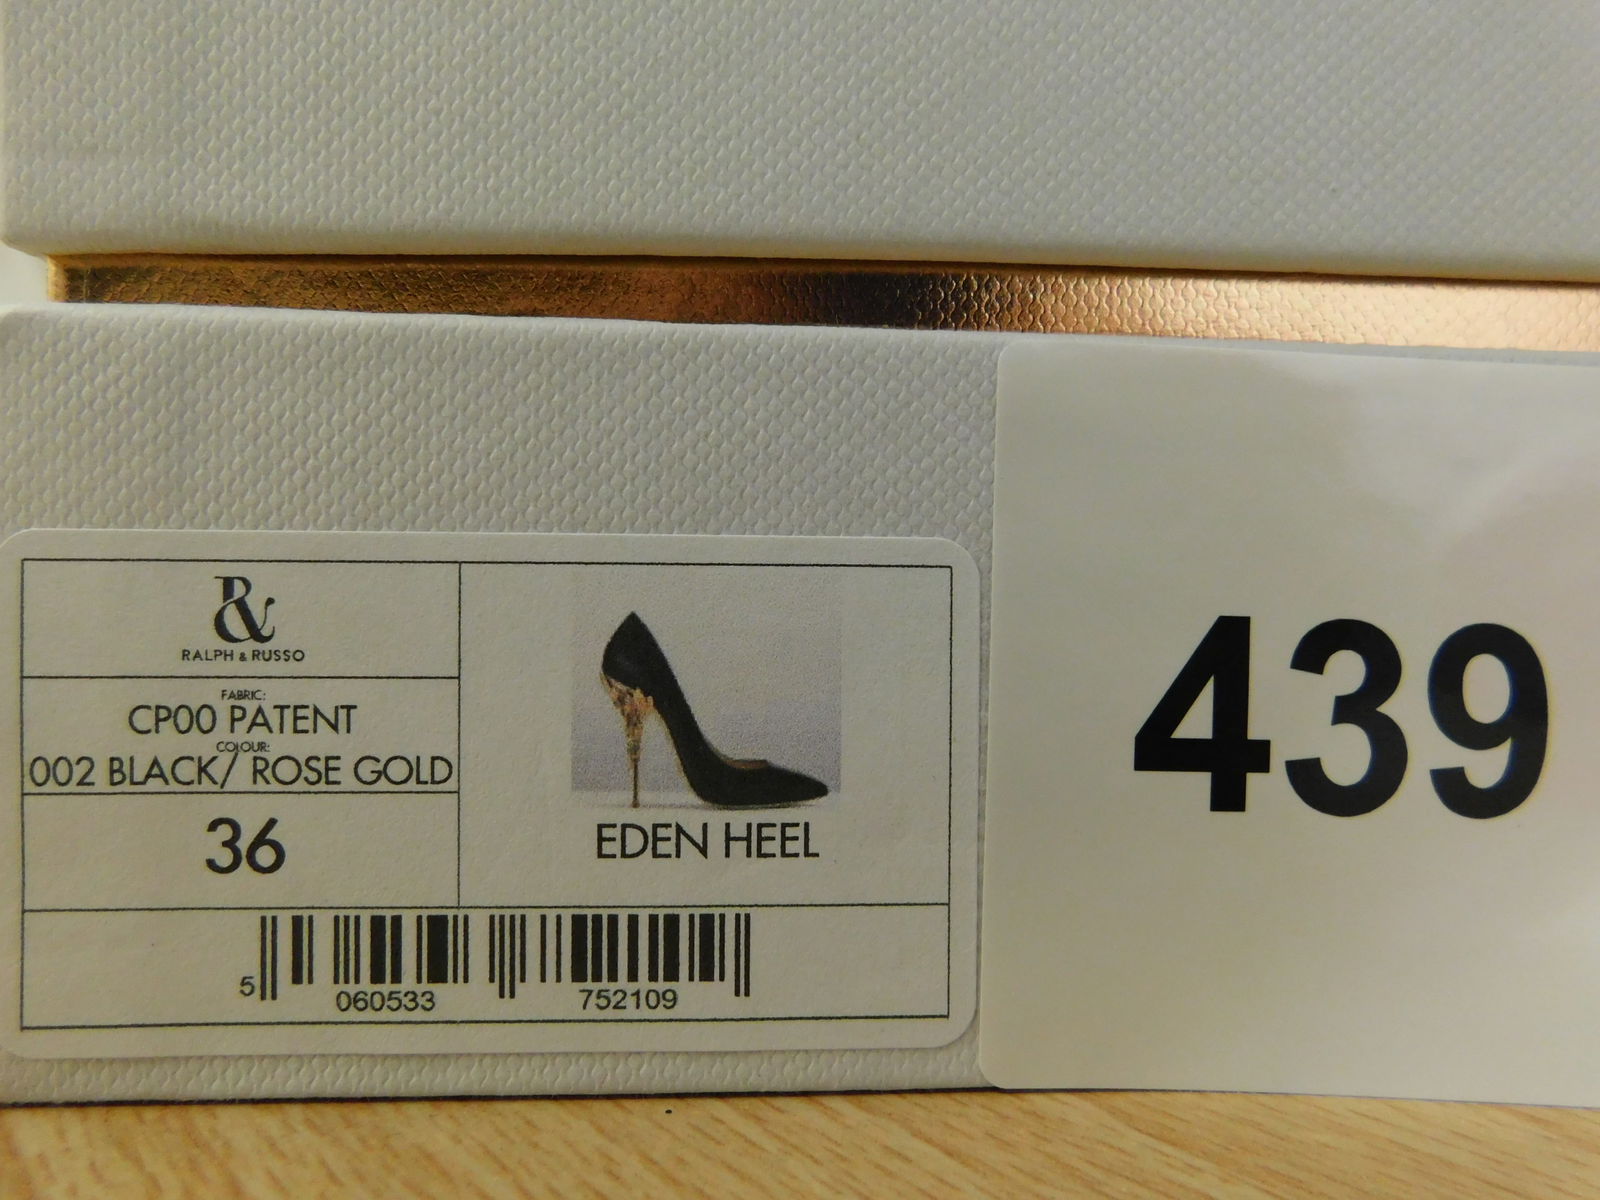 R&
RALPH & RUSSO
FABRIC:
CP00 PATENT
COLOUR:
002 BLACK/ ROSE GOLD
36
EDEN HEEL
5 060533 752109
439